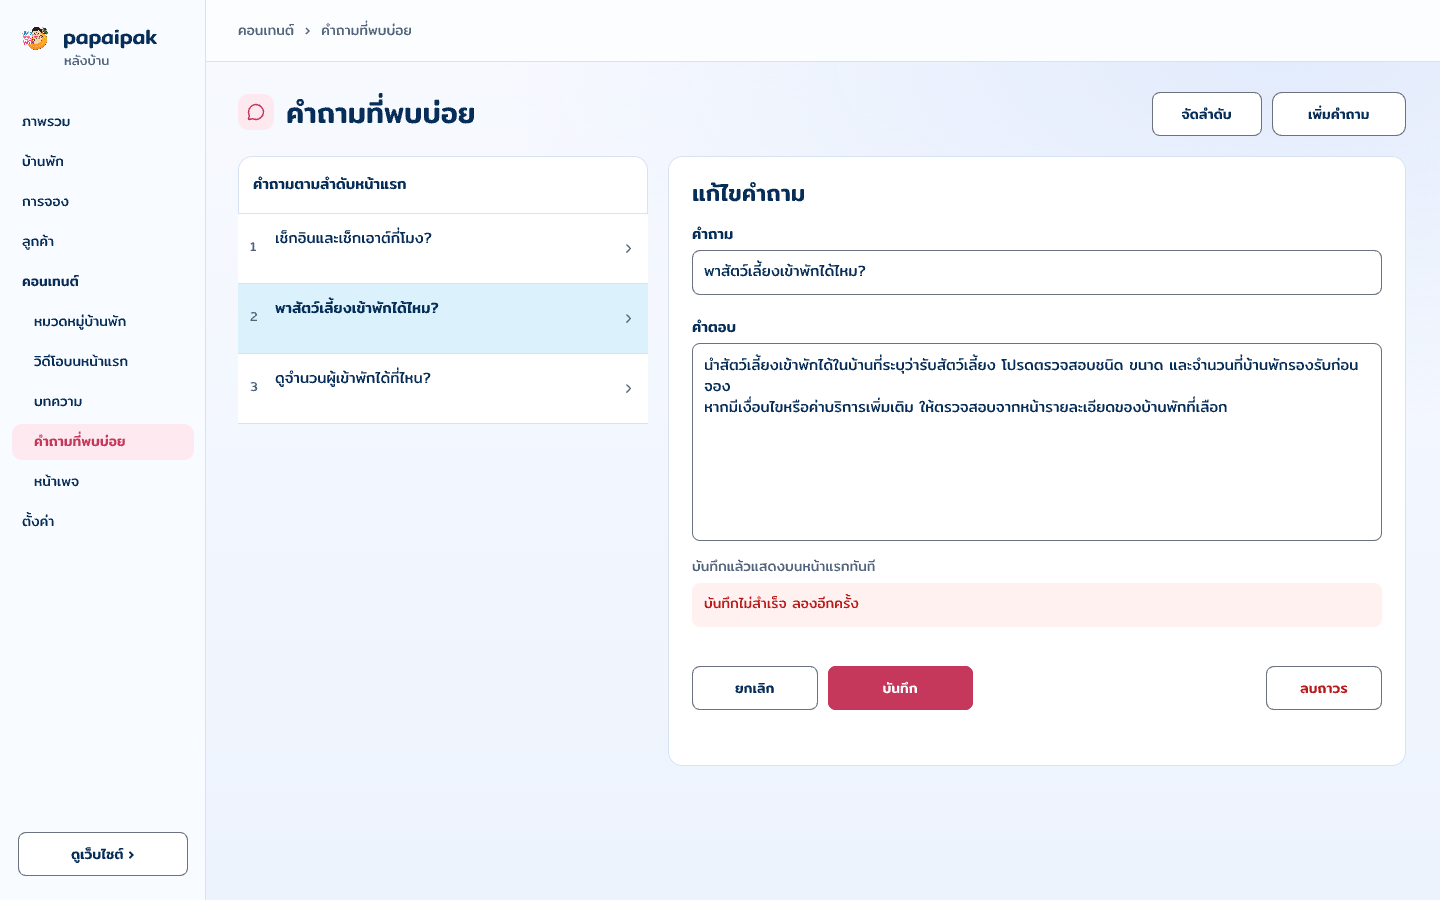 papaipak
หลังบ้าน
ภาพรวม
บ้านพัก
การจอง
ลูกค้า
คอนเทนต์
หมวดหมู่บ้านพัก
วิดีโอบนหน้าแรก
บทความ
คำถามที่พบบ่อย
หน้าเพจ
ตั้งค่า
ดูเว็บไซต์ ›
คอนเทนต์ › คำถามที่พบบ่อย
คำถามที่พบบ่อย
จัดลำดับ
เพิ่มคำถาม
คำถามตามลำดับหน้าแรก
1 เช็กอินและเช็กเอาต์กี่โมง?
2 พาสัตว์เลี้ยงเข้าพักได้ไหม?
3 ดูจำนวนผู้เข้าพักได้ที่ไหน?
แก้ไขคำถาม
คำถาม
พาสัตว์เลี้ยงเข้าพักได้ไหม?
คำตอบ
นำสัตว์เลี้ยงเข้าพักได้ในบ้านที่ระบุว่ารับสัตว์เลี้ยง โปรดตรวจสอบชนิด ขนาด และจำนวนที่บ้านพักรองรับก่อน
จอง
หากมีเงื่อนไขหรือค่าบริการเพิ่มเติม ให้ตรวจสอบจากหน้ารายละเอียดของบ้านพักที่เลือก
บันทึกแล้วแสดงบนหน้าแรกทันที
บันทึกไม่สำเร็จ ลองอีกครั้ง
ยกเลิก
บันทึก
ลบถาวร